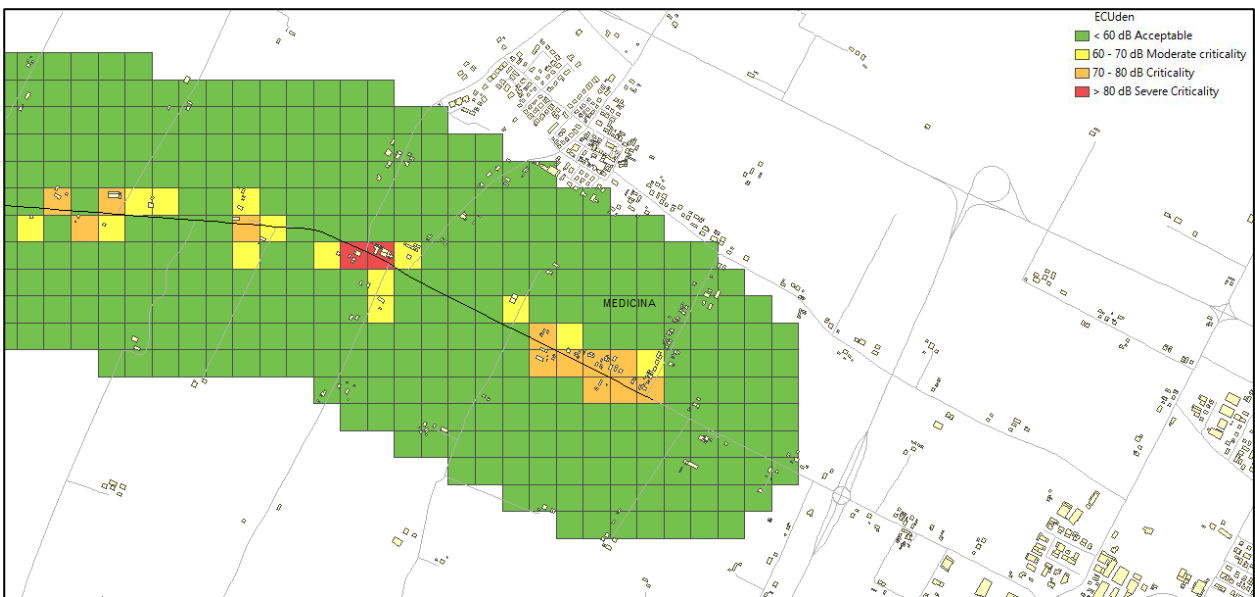 ECUden
< 60 dB Acceptable
60 - 70 dB Moderate criticality
70 - 80 dB Criticality
> 80 dB Severe Criticality
MEDICINA